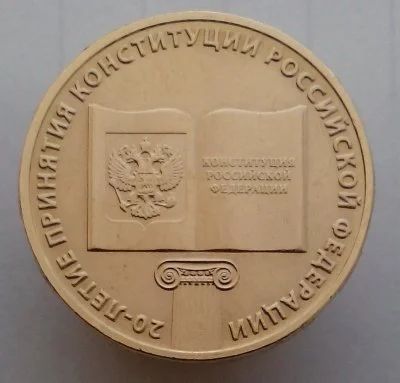 20-ЛЕТИЕ ПРИНЯТИЯ КОНСТИТУЦИИ РОССИЙСКОЙ ФЕДЕРАЦИИ
КОНСТИТУЦИЯ
РОССИЙСКОЙ
ФЕДЕРАЦИИ